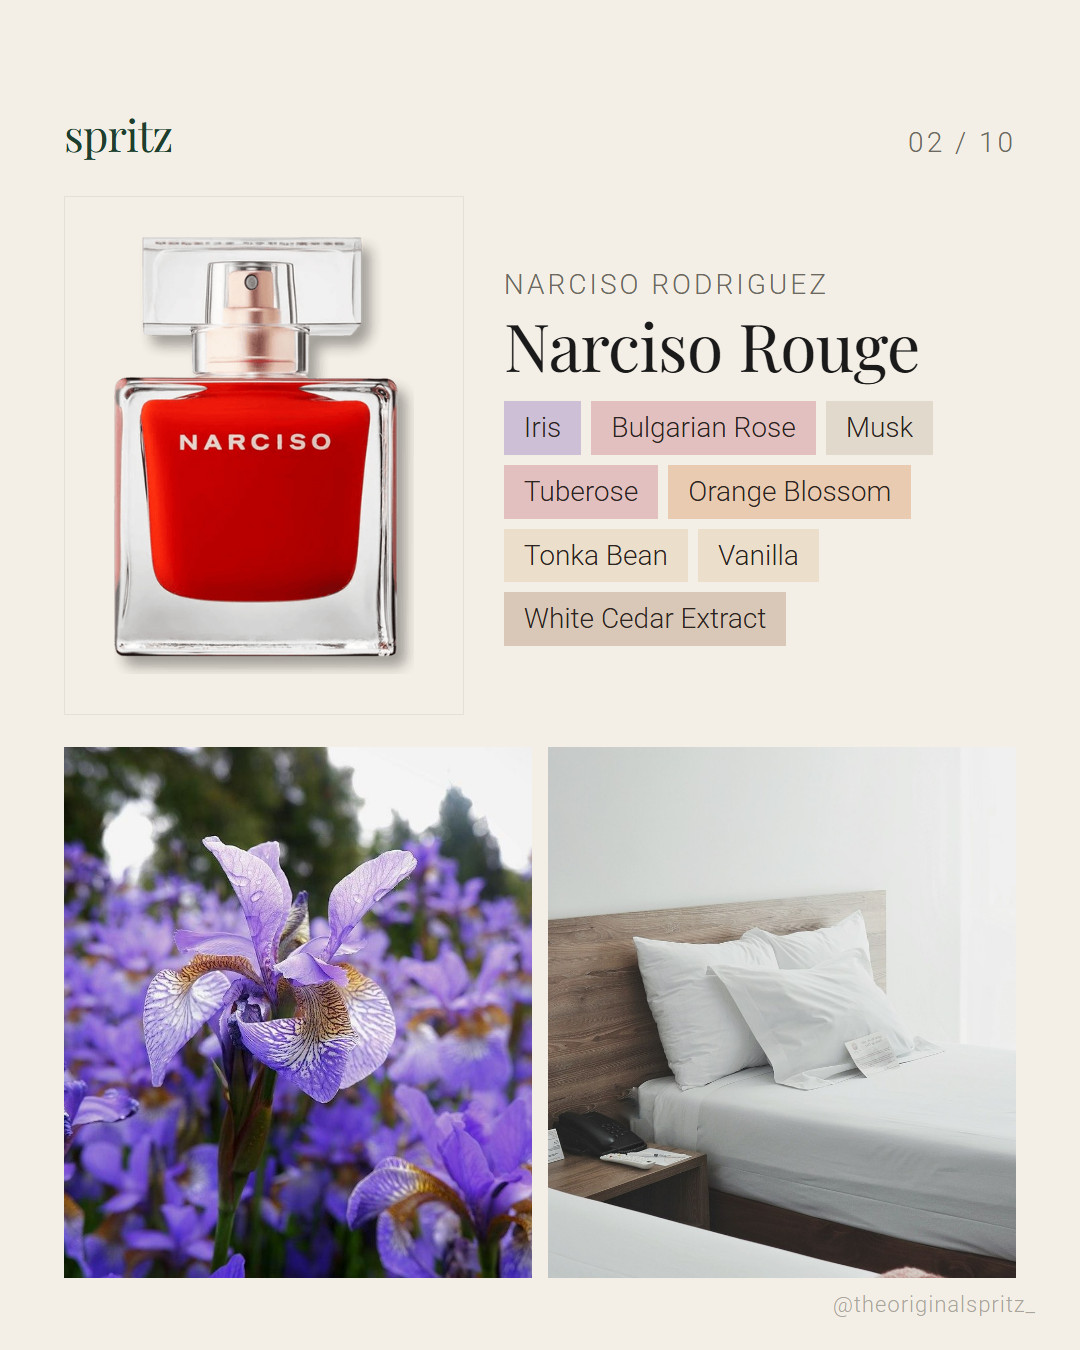 spritz
02 / 10
NARCISO
NARCISO RODRIGUEZ
Narciso Rouge
Iris
Bulgarian Rose
Musk
Tuberose
Orange Blossom
Tonka Bean
Vanilla
White Cedar Extract
@theoriginalspritz_